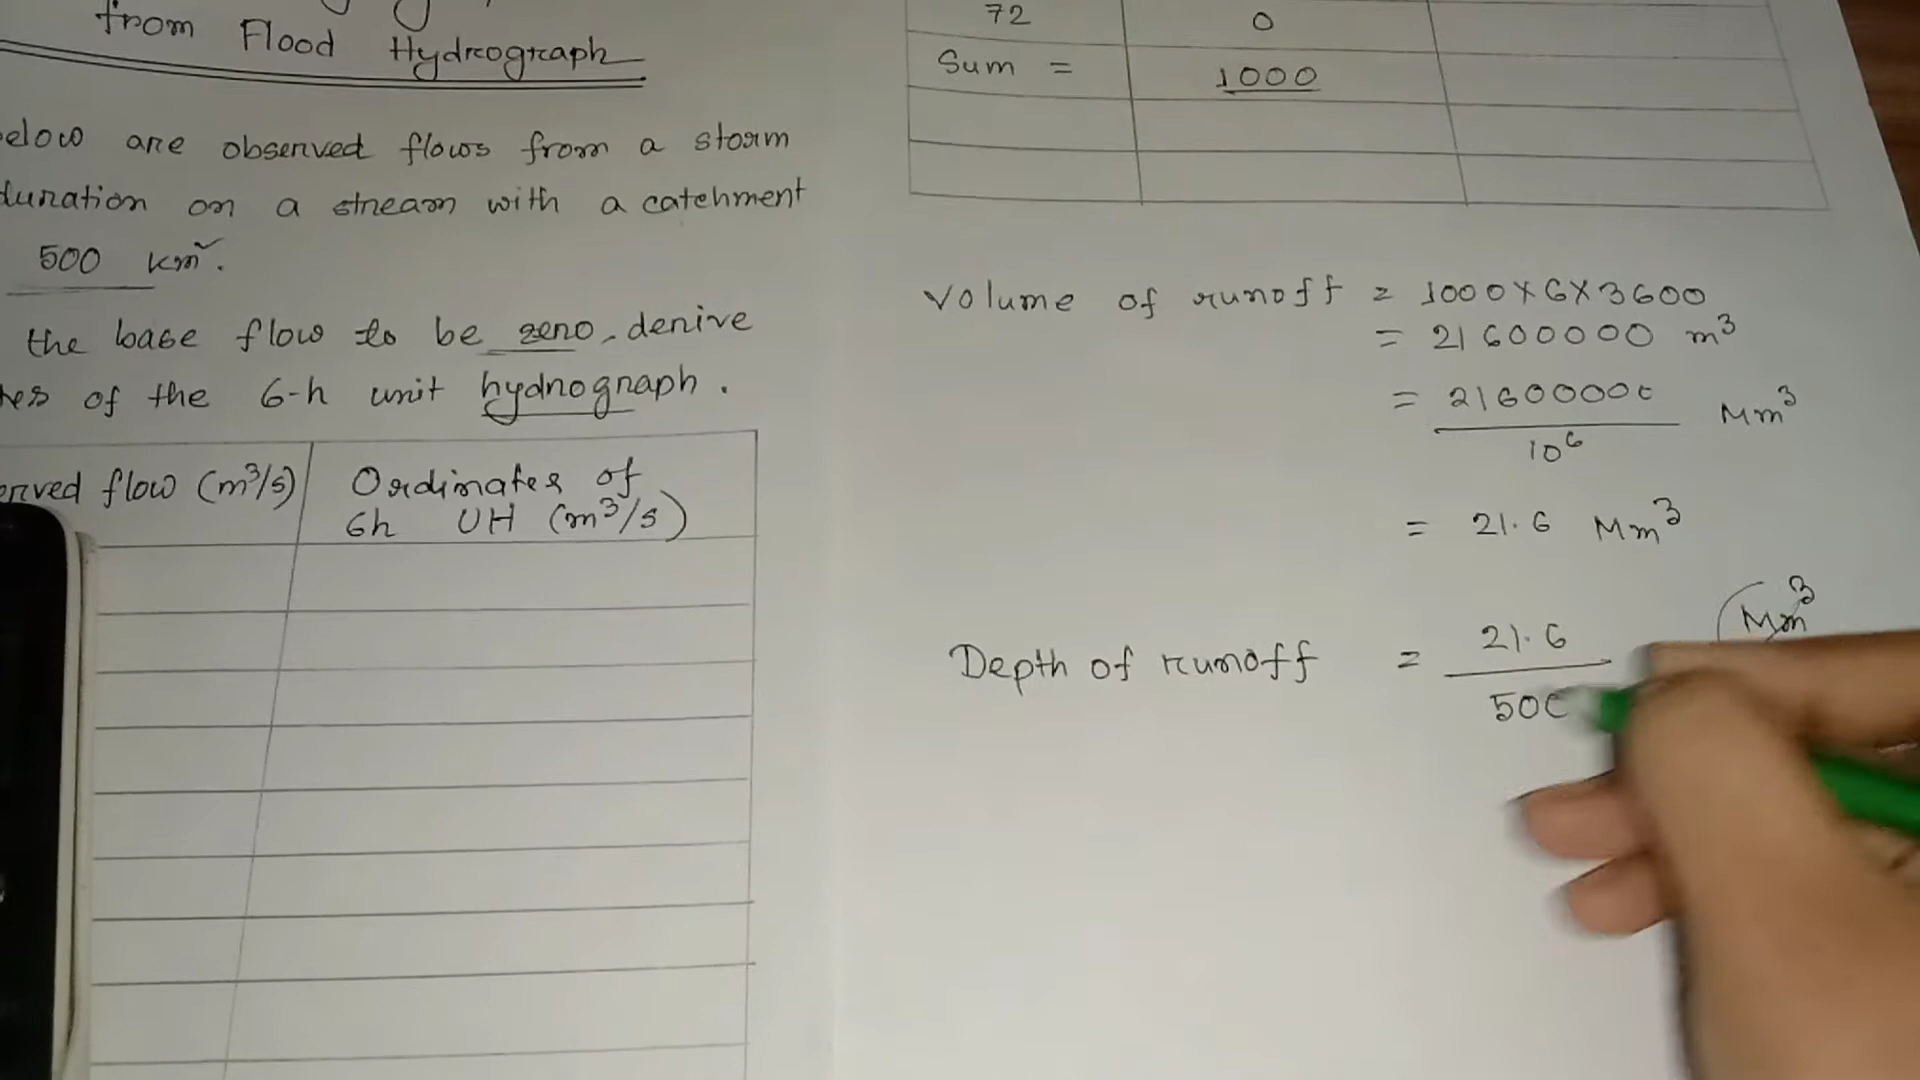 from Flood Hydrograph
below are observed flows from a storm
duration on a stream with a catchment
500 km².
the base flow to be zero, derive
of the 6-h unit hydrograph.
flow (m³/s)
Ordinates of
6h UH (m³/s)
72 0
Sum = 1000
Volume of runoff = 1000×6×3600
= 21600000 m³
= 21600000 / 10⁶ Mm³
= 21.6 Mm³
Depth of runoff = 21.6 / 500 Mm³